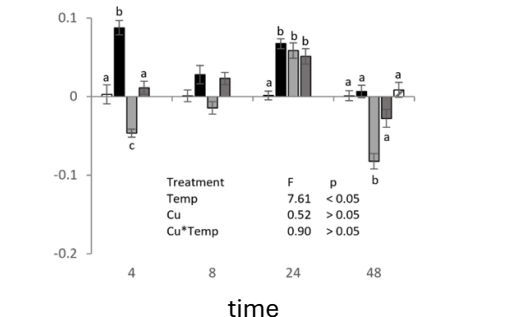 0.1
b
a
a
c
a
b
b
b
a
a
a
a
b
0
-0.1
-0.2
Treatment F p
Temp 7.61 < 0.05
Cu 0.52 > 0.05
Cu*Temp 0.90 > 0.05
4 8 24 48
time